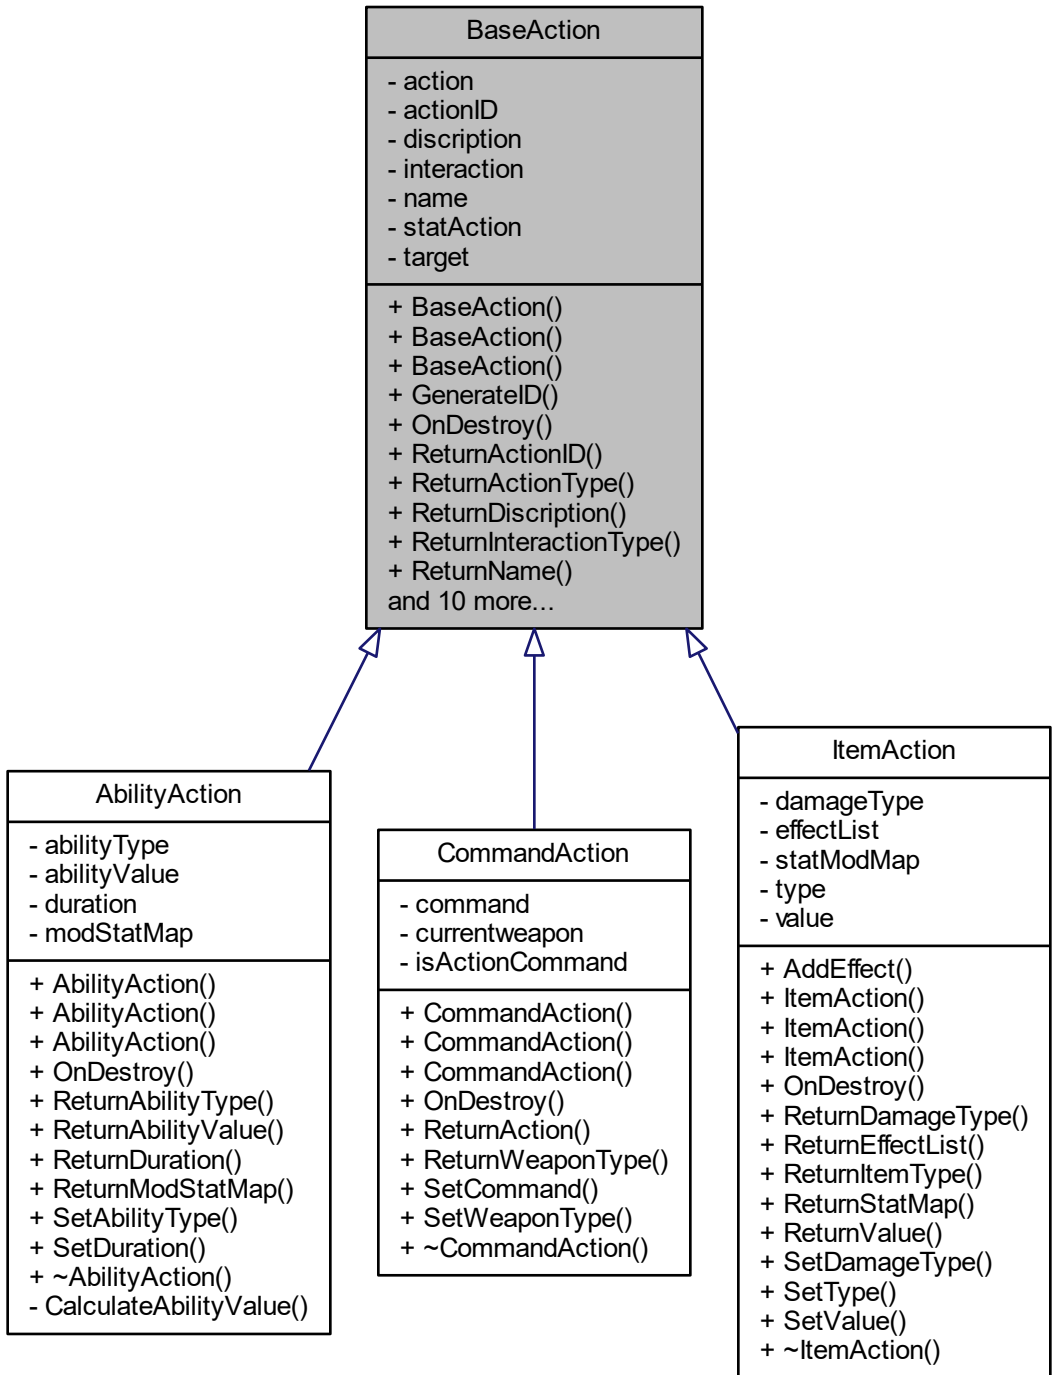 BaseAction
- action
- actionID
- discription
- interaction
- name
- statAction
- target
+ BaseAction()
+ BaseAction()
+ BaseAction()
+ GenerateID()
+ OnDestroy()
+ ReturnActionID()
+ ReturnActionType()
+ ReturnDiscription()
+ ReturnInteractionType()
+ ReturnName()
and 10 more...
AbilityAction
- abilityType
- abilityValue
- duration
- modStatMap
+ AbilityAction()
+ AbilityAction()
+ AbilityAction()
+ OnDestroy()
+ ReturnAbilityType()
+ ReturnAbilityValue()
+ ReturnDuration()
+ ReturnModStatMap()
+ SetAbilityType()
+ SetDuration()
+ ~AbilityAction()
- CalculateAbilityValue()
CommandAction
- command
- currentweapon
- isActionCommand
+ CommandAction()
+ CommandAction()
+ CommandAction()
+ OnDestroy()
+ ReturnAction()
+ ReturnWeaponType()
+ SetCommand()
+ SetWeaponType()
+ ~CommandAction()
ItemAction
- damageType
- effectList
- statModMap
- type
- value
+ AddEffect()
+ ItemAction()
+ ItemAction()
+ ItemAction()
+ OnDestroy()
+ ReturnDamageType()
+ ReturnEffectList()
+ ReturnItemType()
+ ReturnStatMap()
+ ReturnValue()
+ SetDamageType()
+ SetType()
+ SetValue()
+ ~ItemAction()